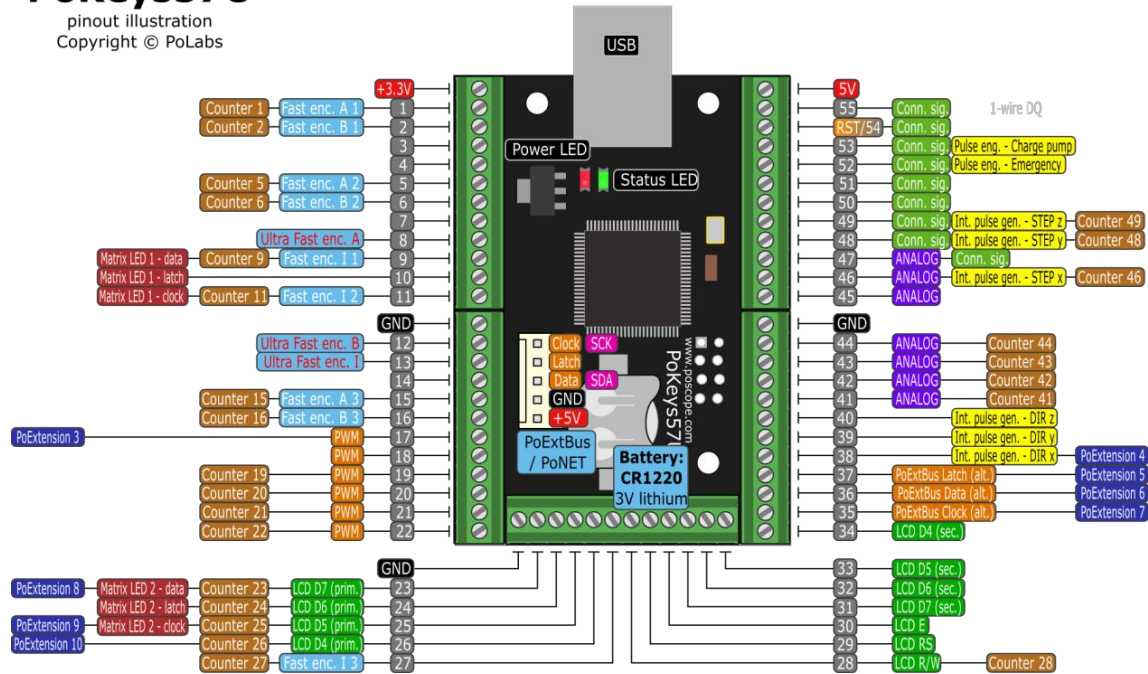 pinout illustration
Copyright © PoLabs
USB
+3.3V
Counter 1 Fast enc. A 1 1
Counter 2 Fast enc. B 1 2
3
4
Counter 5 Fast enc. A 2 5
Counter 6 Fast enc. B 2 6
7
Ultra Fast enc. A 8
Matrix LED 1 - data Counter 9 Fast enc. I 1 9
Matrix LED 1 - latch 10
Matrix LED 1 - clock Counter 11 Fast enc. I 2 11
GND
Ultra Fast enc. B 12
Ultra Fast enc. I 13
14
Counter 15 Fast enc. A 3 15
Counter 16 Fast enc. B 3 16
PoExtension 3 PWM 17
PWM 18
Counter 19 PWM 19
Counter 20 PWM 20
Counter 21 PWM 21
Counter 22 PWM 22
GND
PoExtension 8 Matrix LED 2 - data Counter 23 LCD D7 (prim.) 23
Matrix LED 2 - latch Counter 24 LCD D6 (prim.) 24
PoExtension 9 Matrix LED 2 - clock Counter 25 LCD D5 (prim.) 25
PoExtension 10 Counter 26 LCD D4 (prim.) 26
Counter 27 Fast enc. I 3 27
Power LED
Status LED
Clock SCK
Latch
Data SDA
GND
+5V
PoExtBus
/ PoNET
Battery:
CR1220
3V lithium
www.poscope.com
5V
55 Conn. sig. 1-wire DQ
RST/54 Conn. sig.
53 Conn. sig. Pulse eng. - Charge pump
52 Conn. sig. Pulse eng. - Emergency
51 Conn. sig.
50 Conn. sig.
49 Conn. sig. Int. pulse gen. - STEP z Counter 49
48 Conn. sig. Int. pulse gen. - STEP y Counter 48
47 ANALOG Conn. sig.
46 ANALOG Int. pulse gen. - STEP x Counter 46
45 ANALOG
GND
44 ANALOG Counter 44
43 ANALOG Counter 43
42 ANALOG Counter 42
41 ANALOG Counter 41
40 Int. pulse gen. - DIR z
39 Int. pulse gen. - DIR y
38 Int. pulse gen. - DIR x PoExtension 4
37 PoExtBus Latch (alt.) PoExtension 5
36 PoExtBus Data (alt.) PoExtension 6
35 PoExtBus Clock (alt.) PoExtension 7
34 LCD D4 (sec.)
33 LCD D5 (sec.)
32 LCD D6 (sec.)
31 LCD D7 (sec.)
30 LCD E
29 LCD RS
28 LCD R/W Counter 28